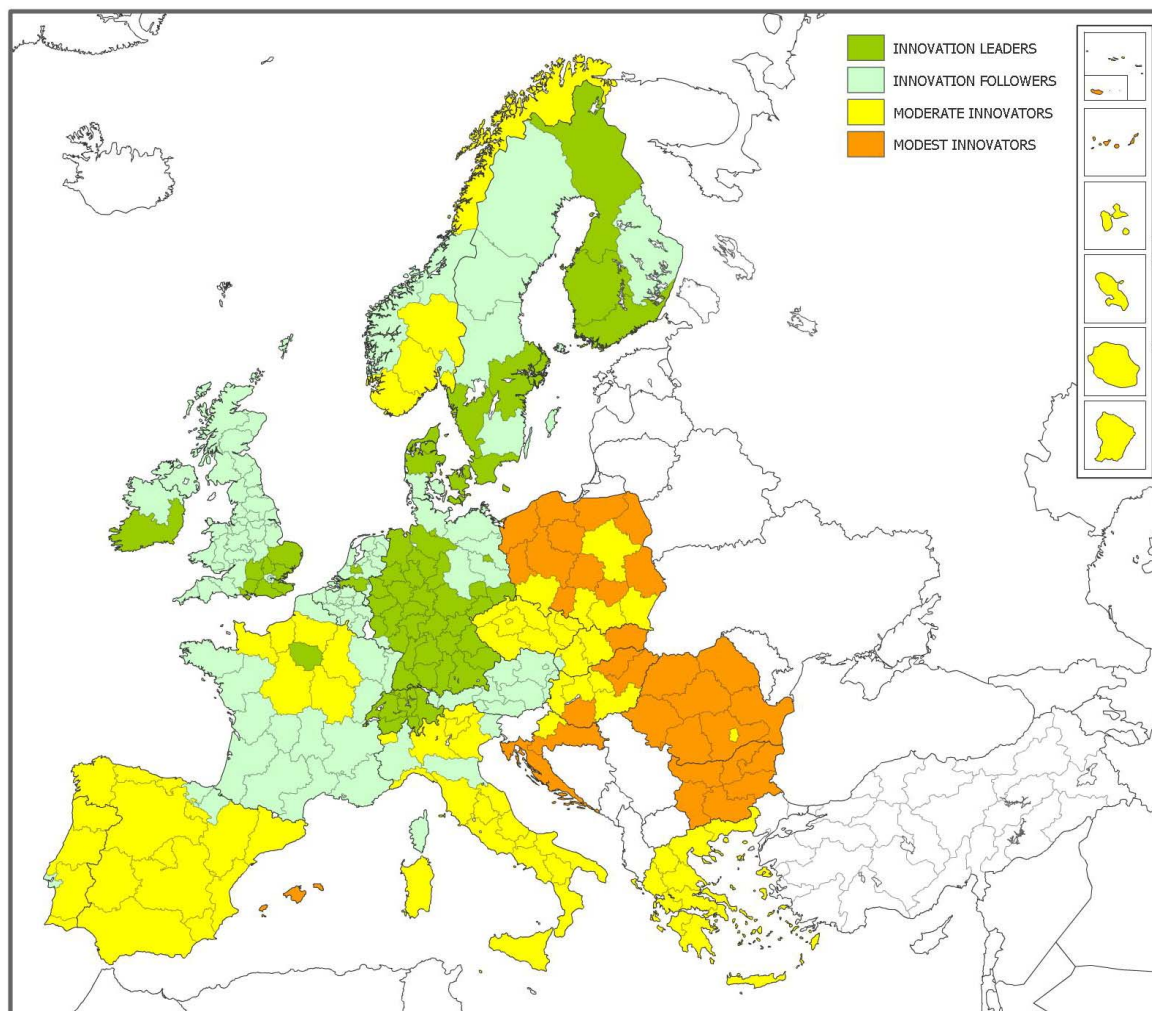 INNOVATION LEADERS
INNOVATION FOLLOWERS
MODERATE INNOVATORS
MODEST INNOVATORS